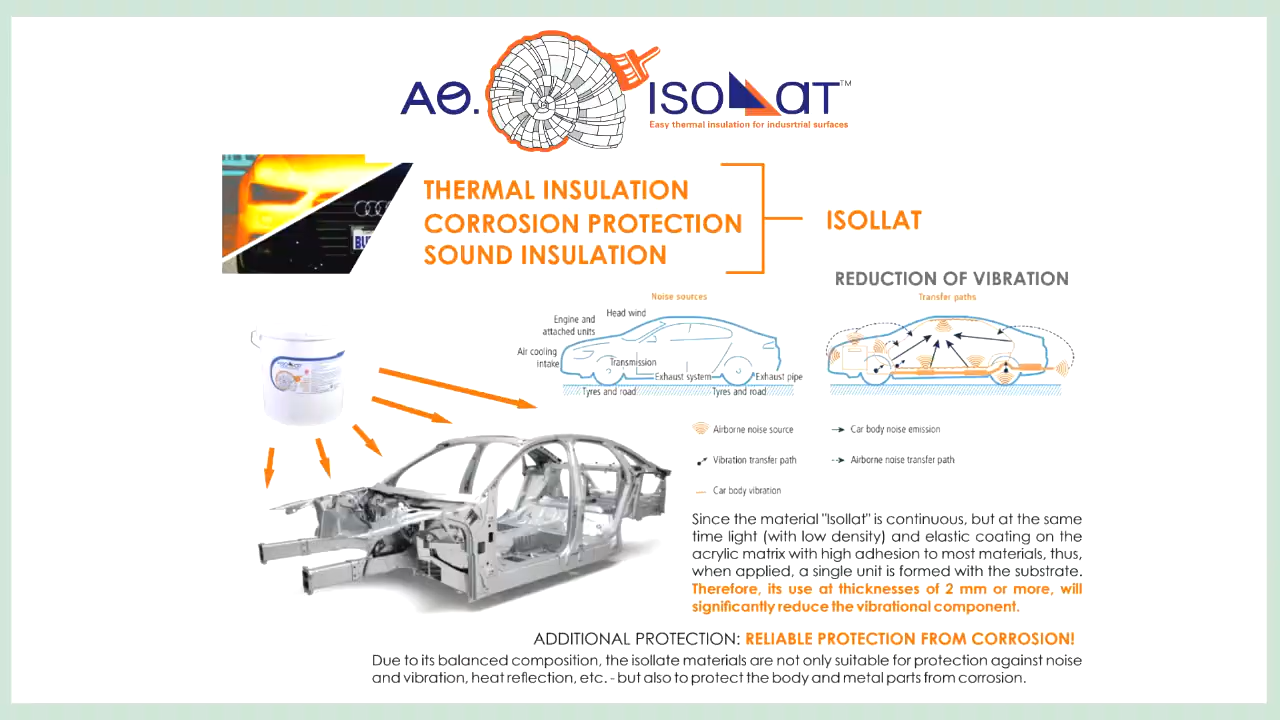 AΘ.
ISOLLAT™
Easy thermal insulation for indusrtrial surfaces
THERMAL INSULATION
CORROSION PROTECTION
SOUND INSULATION
ISOLLAT
REDUCTION OF VIBRATION
Noise sources
Transfer paths
Head wind
Engine and
attached units
Air cooling
intake
Transmission
Exhaust system
Exhaust pipe
Tyres and road
Tyres and road
Airborne noise source
Car body noise emission
Vibration transfer path
Airborne noise transfer path
Car body vibration
Since the material "Isollat" is continuous, but at the same
time light (with low density) and elastic coating on the
acrylic matrix with high adhesion to most materials, thus,
when applied, a single unit is formed with the substrate.
Therefore, its use at thicknesses of 2 mm or more, will
significantly reduce the vibrational component.
ADDITIONAL PROTECTION: RELIABLE PROTECTION FROM CORROSION!
Due to its balanced composition, the isollate materials are not only suitable for protection against noise
and vibration, heat reflection, etc. - but also to protect the body and metal parts from corrosion.